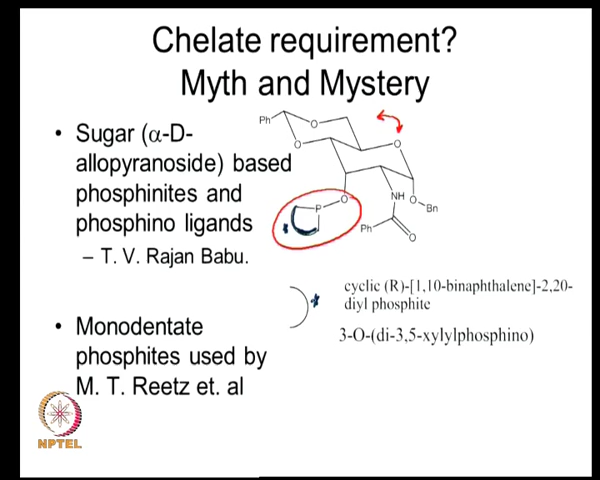 Chelate requirement?
Myth and Mystery
• Sugar (α-D-
allopyranoside) based
phosphinites and
phosphino ligands
– T. V. Rajan Babu.
• Monodentate
phosphites used by
M. T. Reetz et. al
Ph
O
O
O
P
O
NH
O
Bn
Ph
O
cyclic (R)-[1,10-binaphthalene]-2,20-
diyl phosphite
3-O-(di-3,5-xylylphosphino)
NPTEL